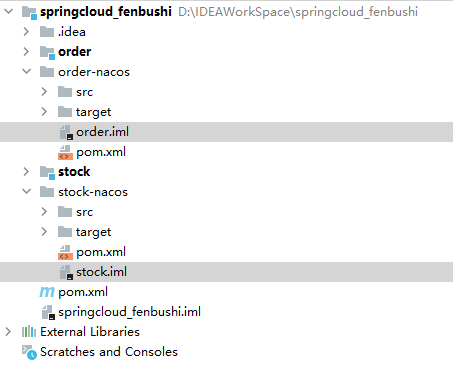 springcloud_fenbushi D:\IDEAWorkSpace\springcloud_fenbushi
.idea
order
order-nacos
src
target
order.iml
pom.xml
stock
stock-nacos
src
target
pom.xml
stock.iml
m pom.xml
springcloud_fenbushi.iml
External Libraries
Scratches and Consoles